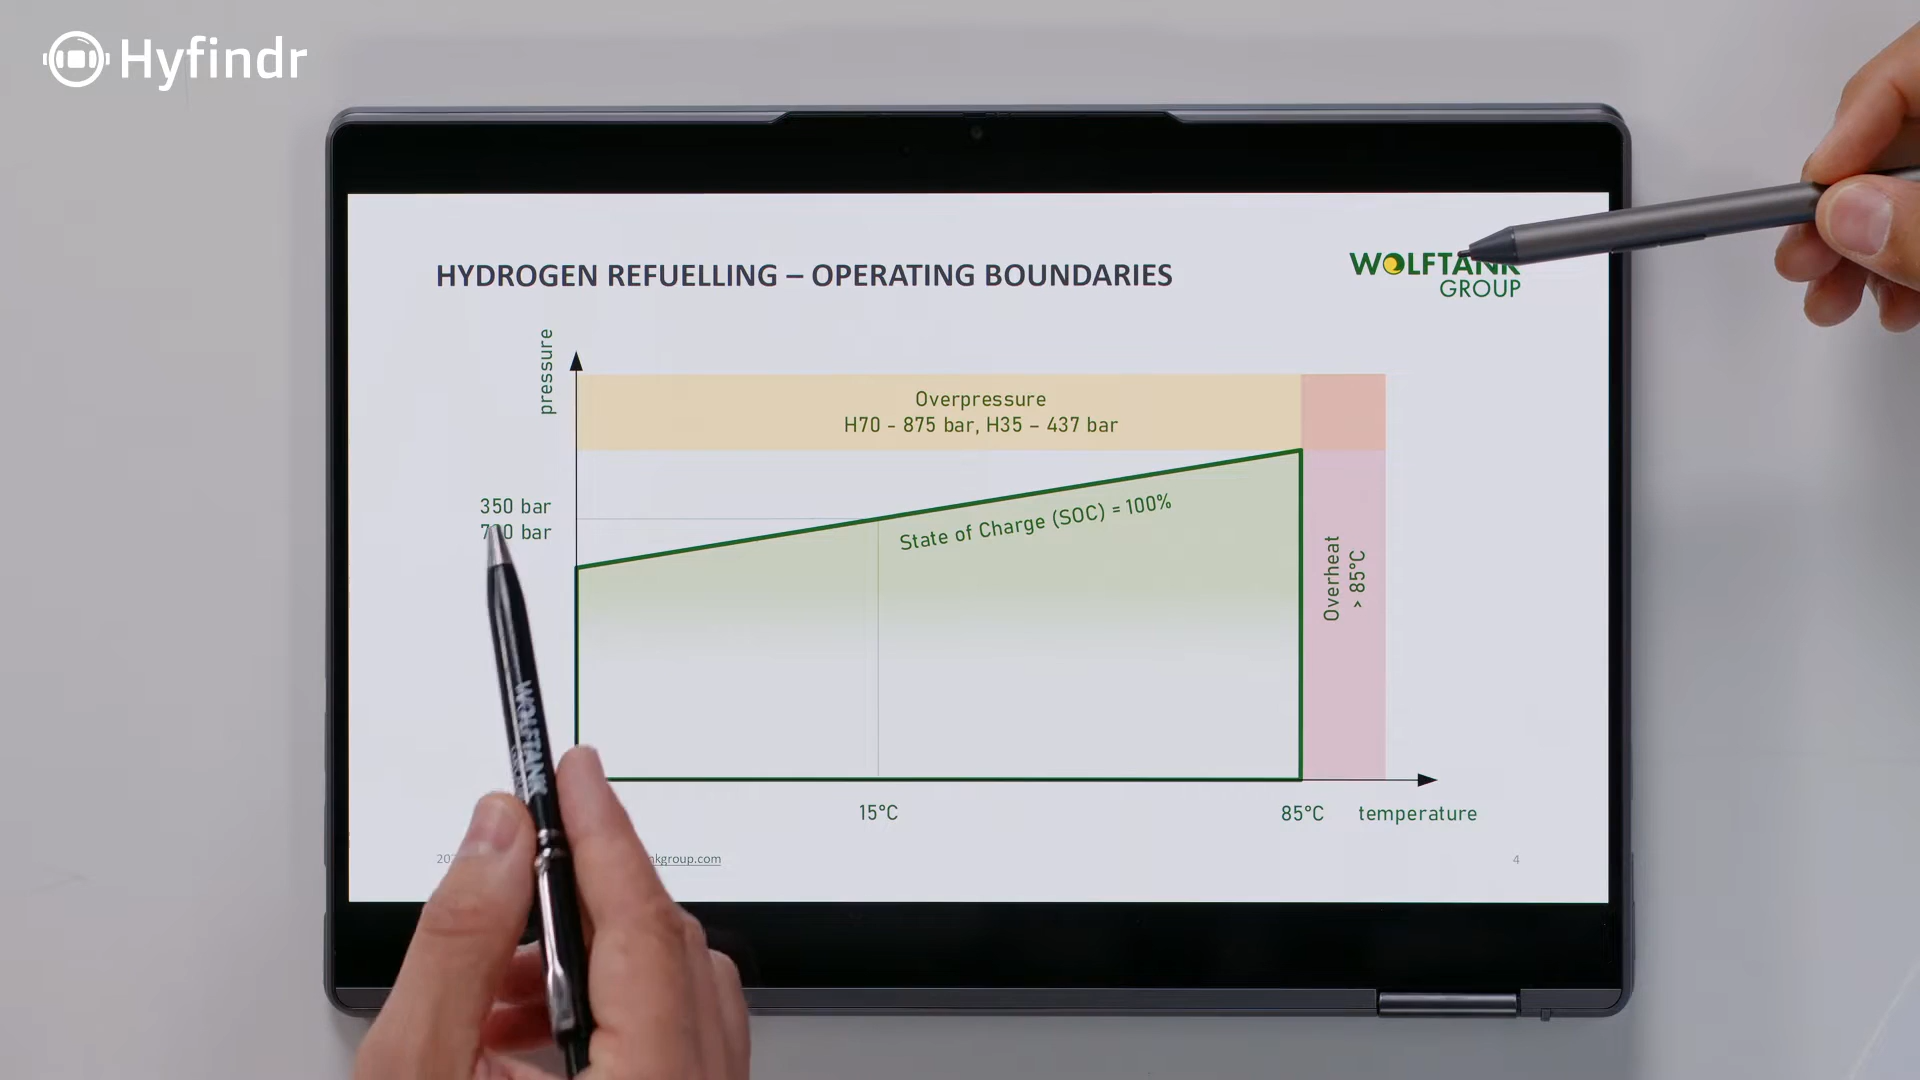 Hyfindr
HYDROGEN REFUELLING – OPERATING BOUNDARIES
WOLFTANK
GROUP
pressure
Overpressure
H70 - 875 bar, H35 – 437 bar
350 bar
bar
State of Charge (SOC) = 100%
Overheat
> 85°C
WOLFTANK
15°C
85°C
temperature
4